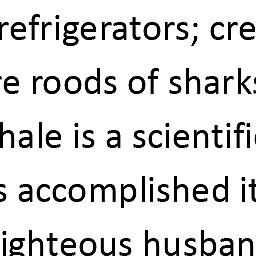 refrigerators; cre
re roods of sharks
hale is a scientifi
s accomplished it
ighteous husban